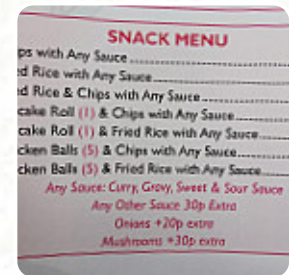 SNACK MENU
ps with Any Sauce
ed Rice with Any Sauce
ed Rice & Chips with Any Sauce
cake Roll (1) & Chips with Any Sauce
cake Roll (1) & Fried Rice with Any Sauce
cken Balls (5) & Chips with Any Sauce
cken Balls (5) & Fried Rice with Any Sauce
Any Sauce: Curry, Gravy, Sweet & Sour Sauce
Any Other Sauce 30p Extra
Onions +20p extra
Mushrooms +30p extra